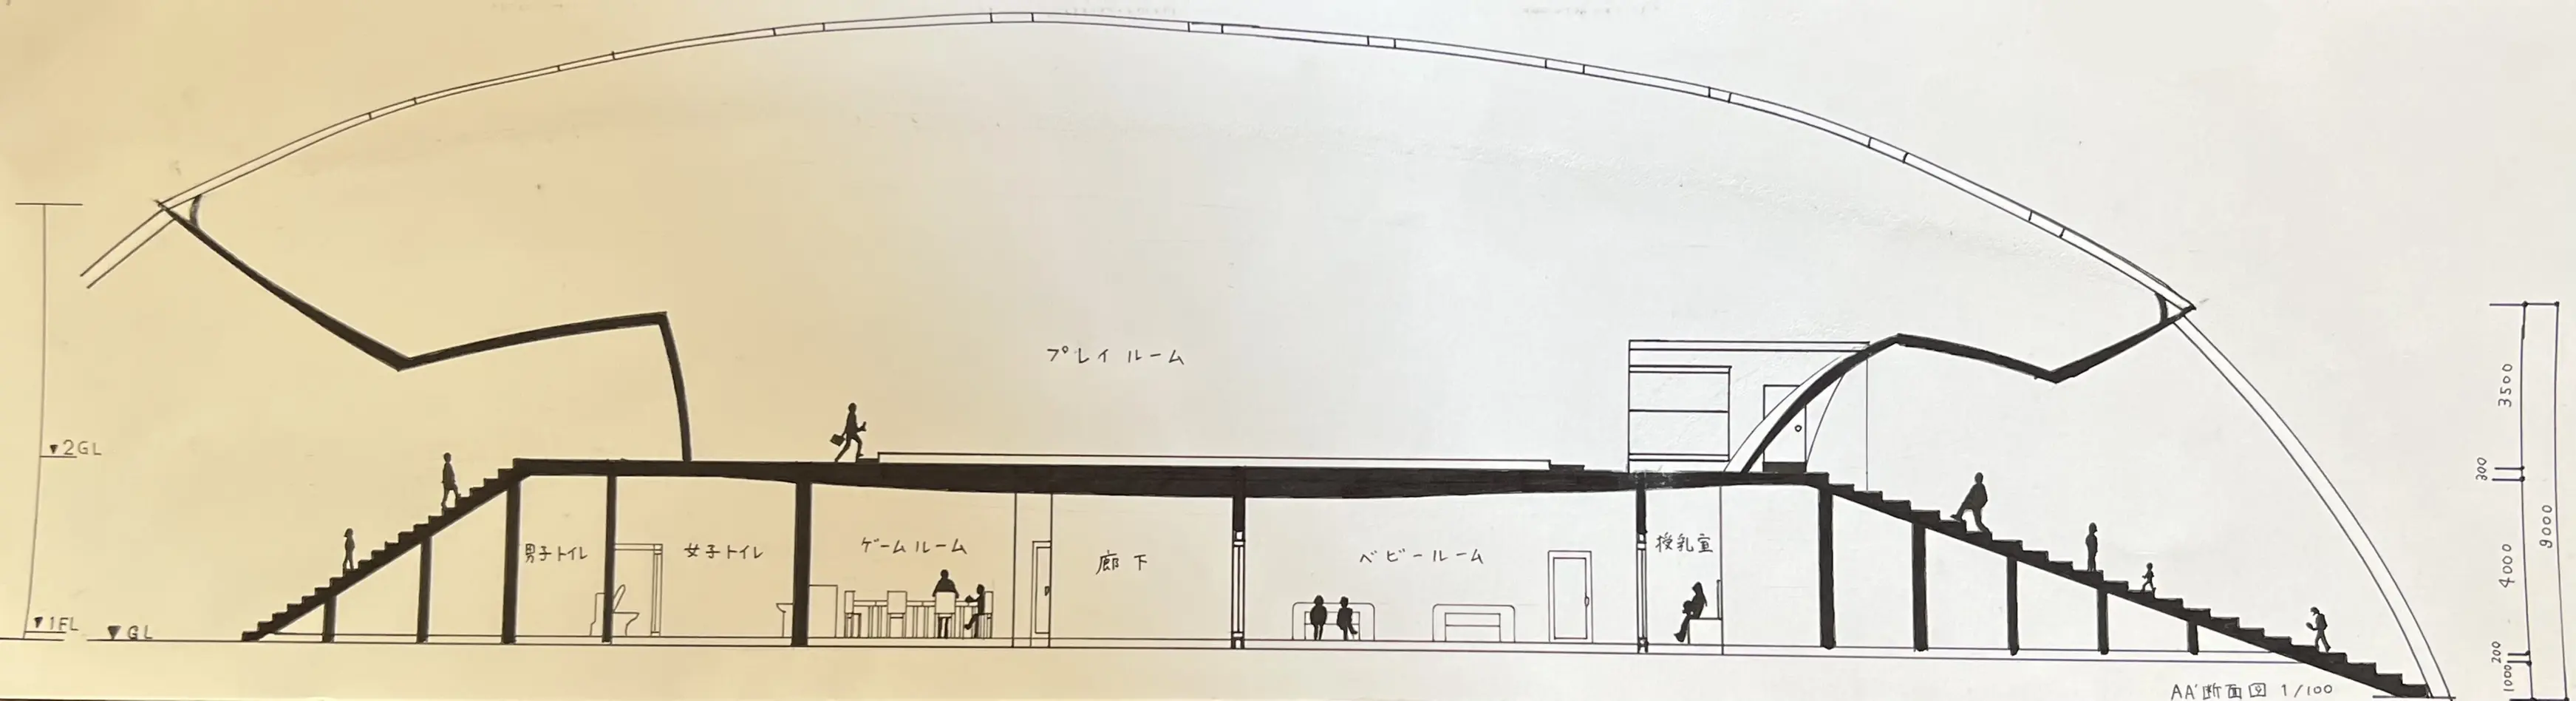 プレイルーム
▼2GL
男子トイレ
女子トイレ
ゲームルーム
廊下
ベビールーム
授乳室
▼1FL
▼GL
3500
300
4000
9000
200
1000
AA'断面図 1/100